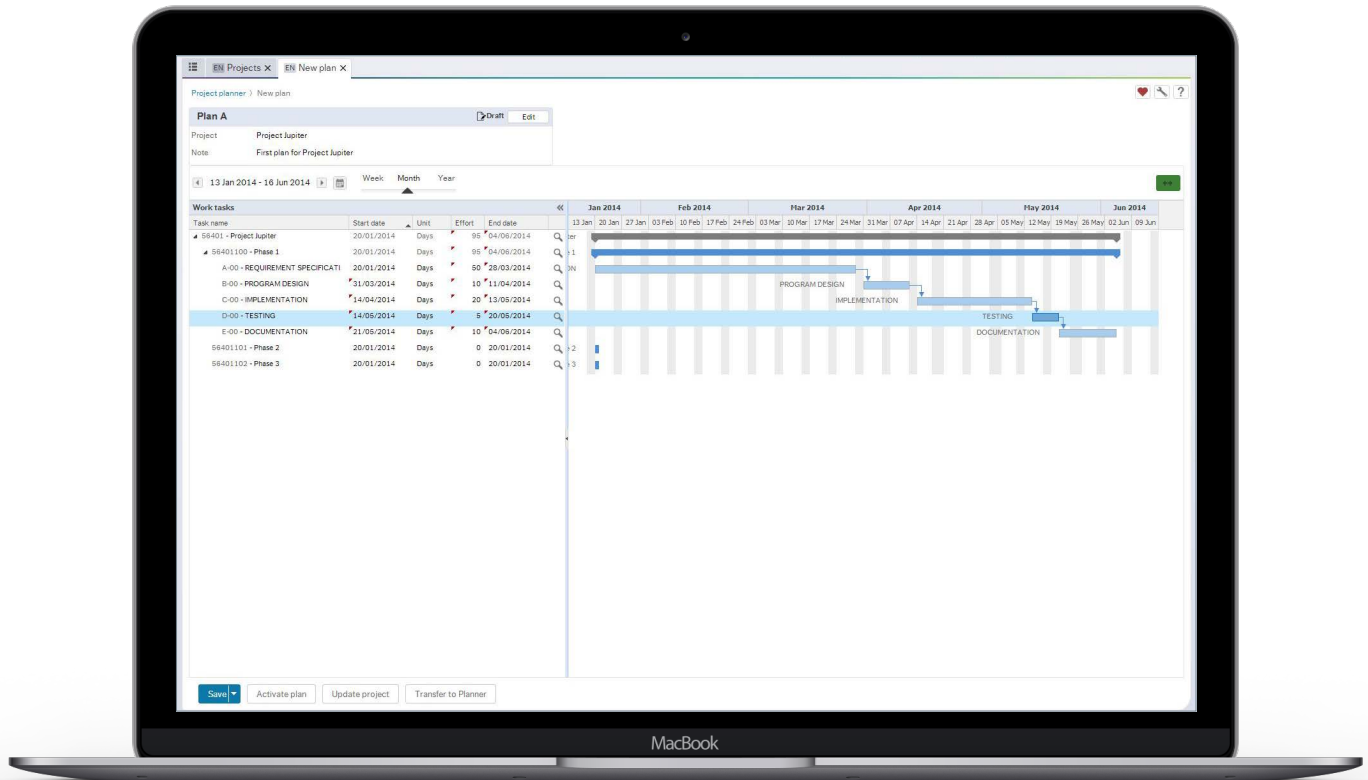 EN Projects X EN New plan X
Project planner > New plan ?
Plan A Draft Edit
Project Project Jupiter
Note First plan for Project Jupiter
13 Jan 2014 - 16 Jun 2014 Week Month Year
Work tasks « Jan 2014 Feb 2014 Mar 2014 Apr 2014 May 2014 Jun 2014
Task name Start date Unit Effort End date 13 Jan 20 Jan 27 Jan 03 Feb 10 Feb 17 Feb 24 Feb 03 Mar 10 Mar 17 Mar 24 Mar 31 Mar 07 Apr 14 Apr 21 Apr 28 Apr 05 May 12 May 19 May 26 May 02 Jun 09 Jun
56401 - Project Jupiter 20/01/2014 Days 95 04/06/2014 ter
56401100 - Phase 1 20/01/2014 Days 95 04/06/2014 1
A-00 - REQUIREMENT SPECIFICATI 20/01/2014 Days 50 28/03/2014 ON
B-00 - PROGRAM DESIGN 31/03/2014 Days 10 11/04/2014 PROGRAM DESIGN
C-00 - IMPLEMENTATION 14/04/2014 Days 20 13/05/2014 IMPLEMENTATION
D-00 - TESTING 14/05/2014 Days 5 20/05/2014 TESTING
E-00 - DOCUMENTATION 21/05/2014 Days 10 04/06/2014 DOCUMENTATION
56401101 - Phase 2 20/01/2014 Days 0 20/01/2014 2
56401102 - Phase 3 20/01/2014 Days 0 20/01/2014 3
Save Activate plan Update project Transfer to Planner
MacBook